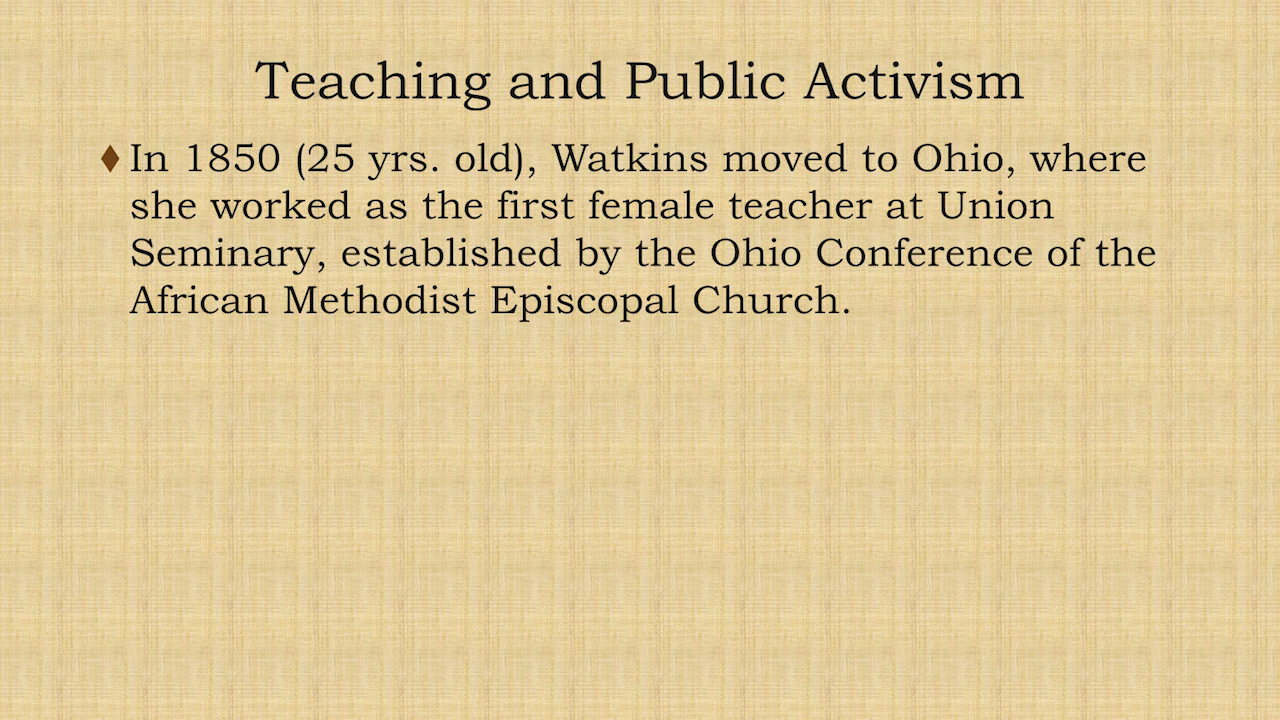 Teaching and Public Activism
In 1850 (25 yrs. old), Watkins moved to Ohio, where
she worked as the first female teacher at Union
Seminary, established by the Ohio Conference of the
African Methodist Episcopal Church.